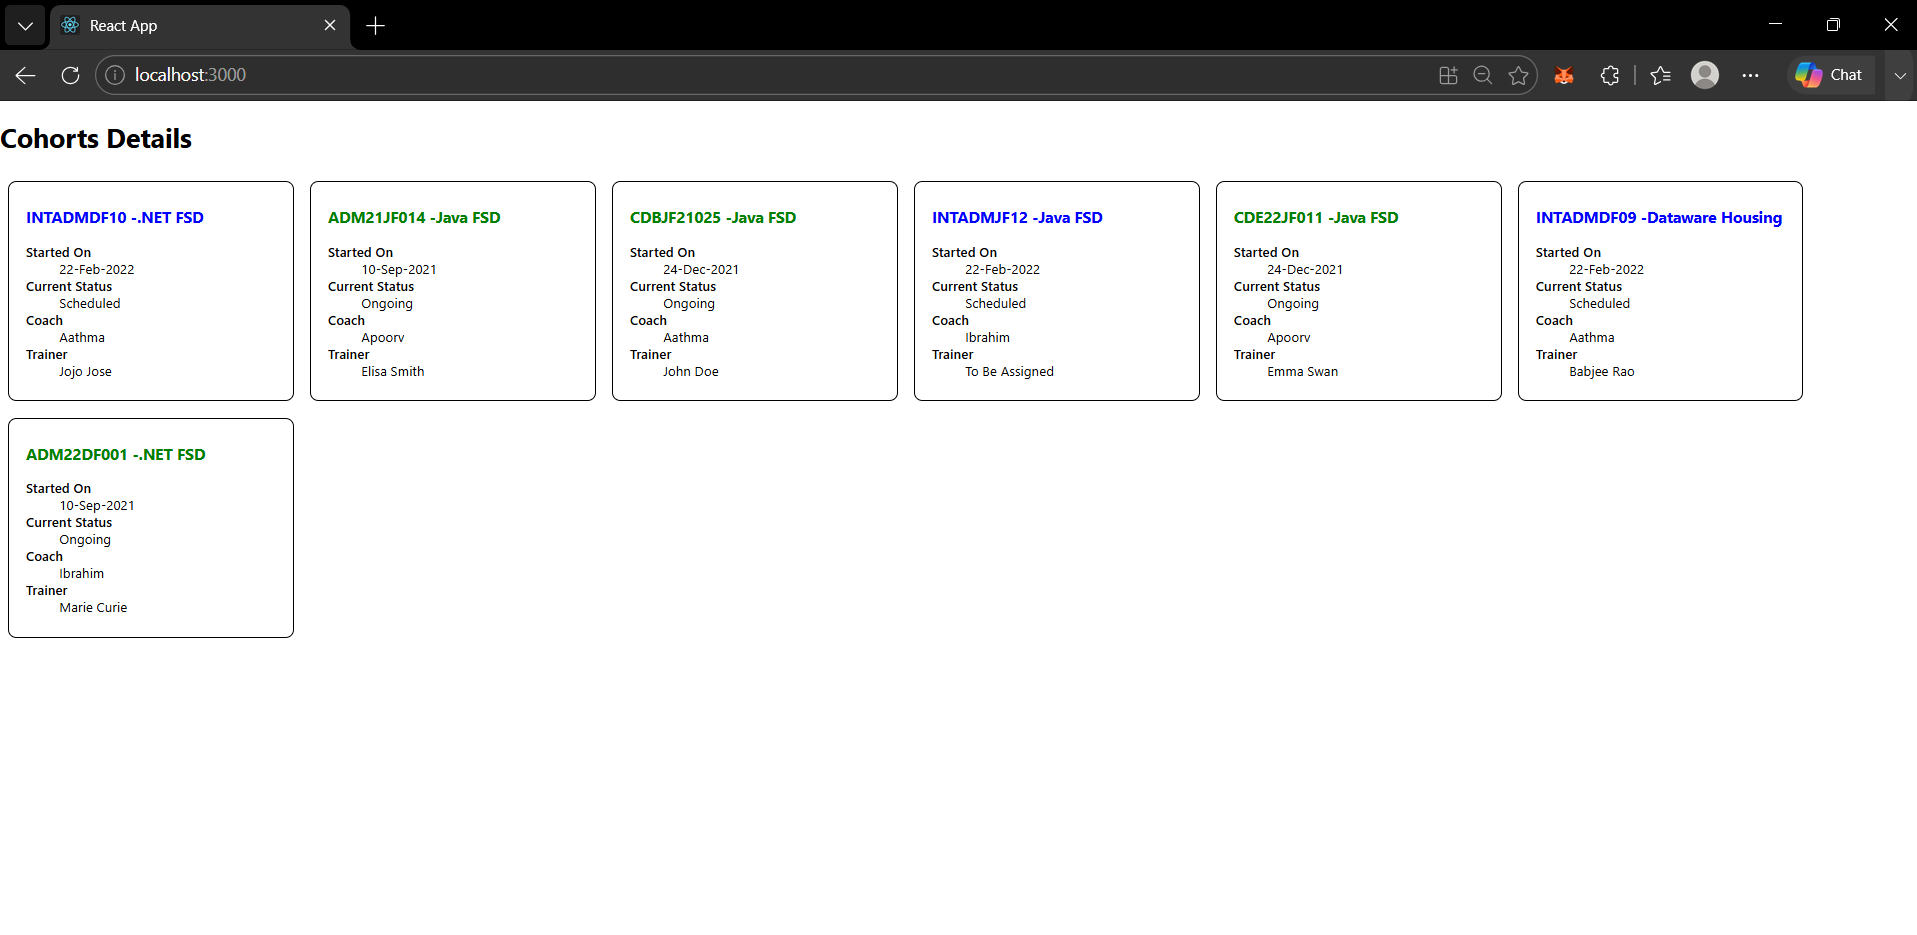 React App
localhost:3000
Chat
Cohorts Details
INTADMDF10 -.NET FSD
Started On
22-Feb-2022
Current Status
Scheduled
Coach
Aathma
Trainer
Jojo Jose
ADM21JF014 -Java FSD
Started On
10-Sep-2021
Current Status
Ongoing
Coach
Apoorv
Trainer
Elisa Smith
CDBJF21025 -Java FSD
Started On
24-Dec-2021
Current Status
Ongoing
Coach
Aathma
Trainer
John Doe
INTADMJF12 -Java FSD
Started On
22-Feb-2022
Current Status
Scheduled
Coach
Ibrahim
Trainer
To Be Assigned
CDE22JF011 -Java FSD
Started On
24-Dec-2021
Current Status
Ongoing
Coach
Apoorv
Trainer
Emma Swan
INTADMDF09 -Dataware Housing
Started On
22-Feb-2022
Current Status
Scheduled
Coach
Aathma
Trainer
Babjee Rao
ADM22DF001 -.NET FSD
Started On
10-Sep-2021
Current Status
Ongoing
Coach
Ibrahim
Trainer
Marie Curie